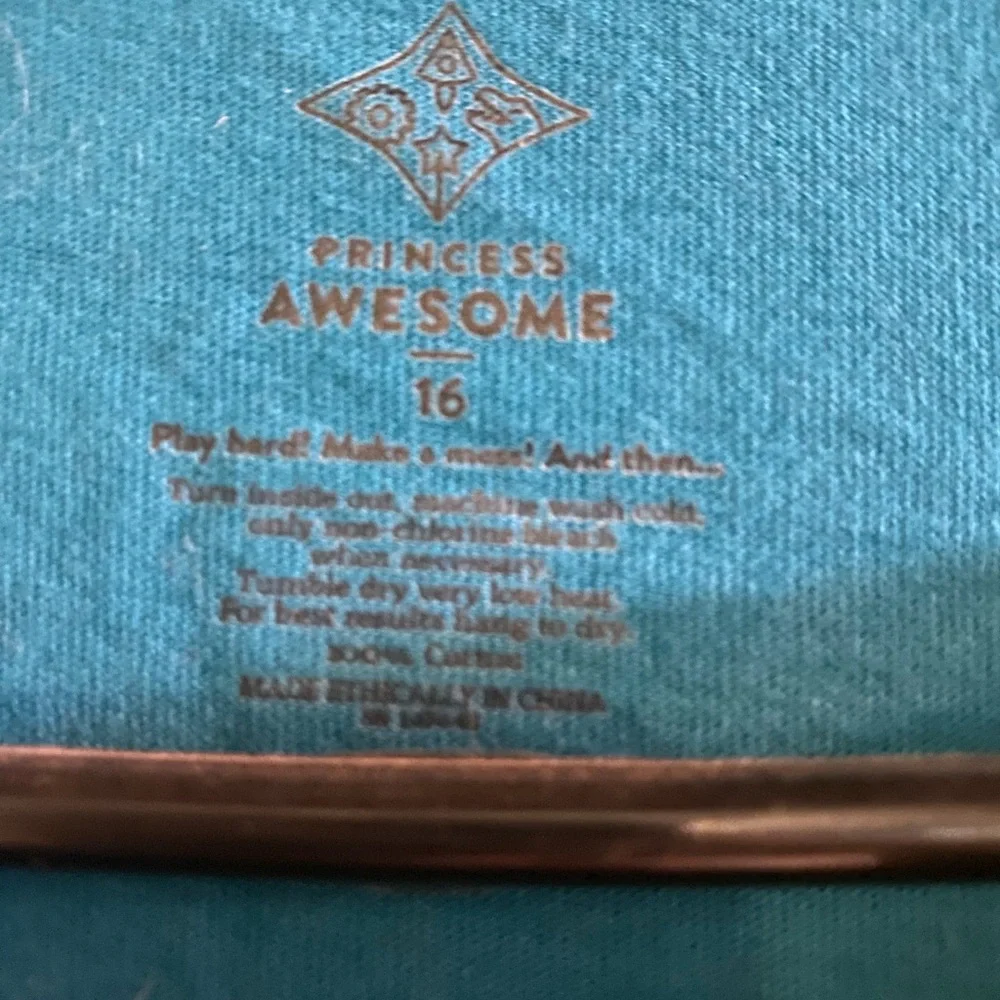 PRINCESS
AWESOME
16
Play hard! Make a mess! And then...
Turn inside out, machine wash cold,
only non-chlorine bleach
when necessary.
Tumble dry very low heat.
For best results hang to dry.
100% Cotton
MADE ETHICALLY IN CHINA